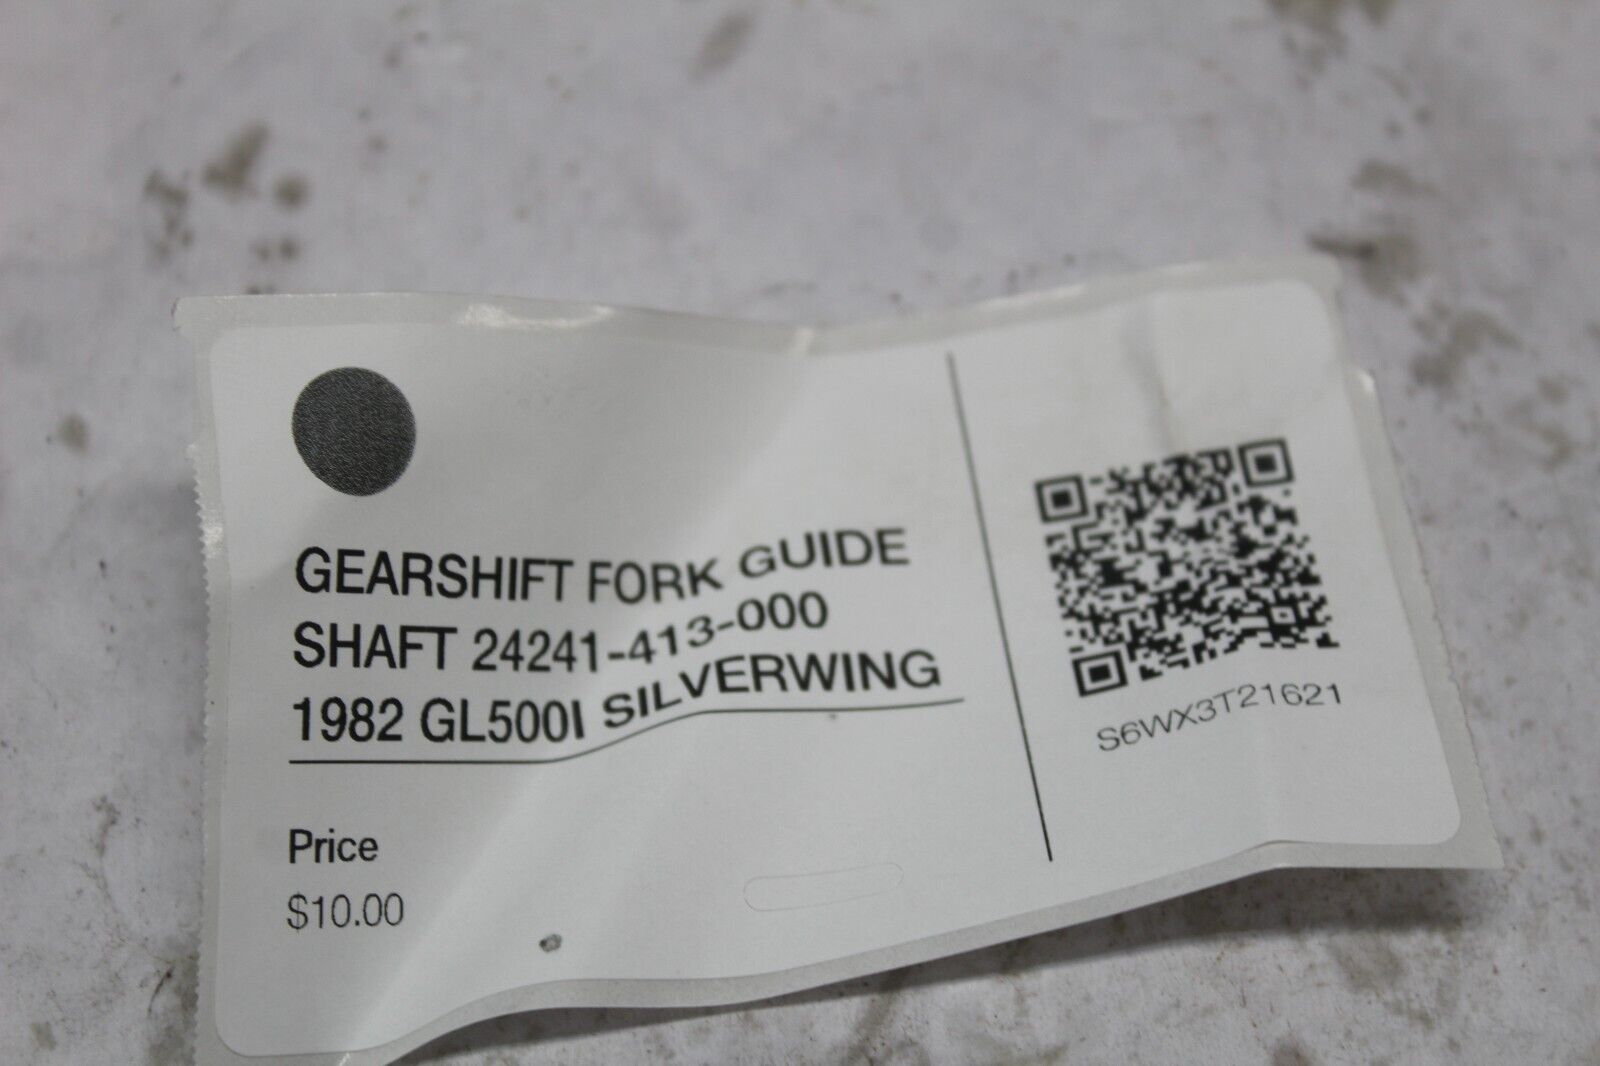 GEARSHIFT FORK GUIDE
SHAFT 24241-413-000
1982 GL500I SILVERWING
Price
$10.00
S6WX3T21621